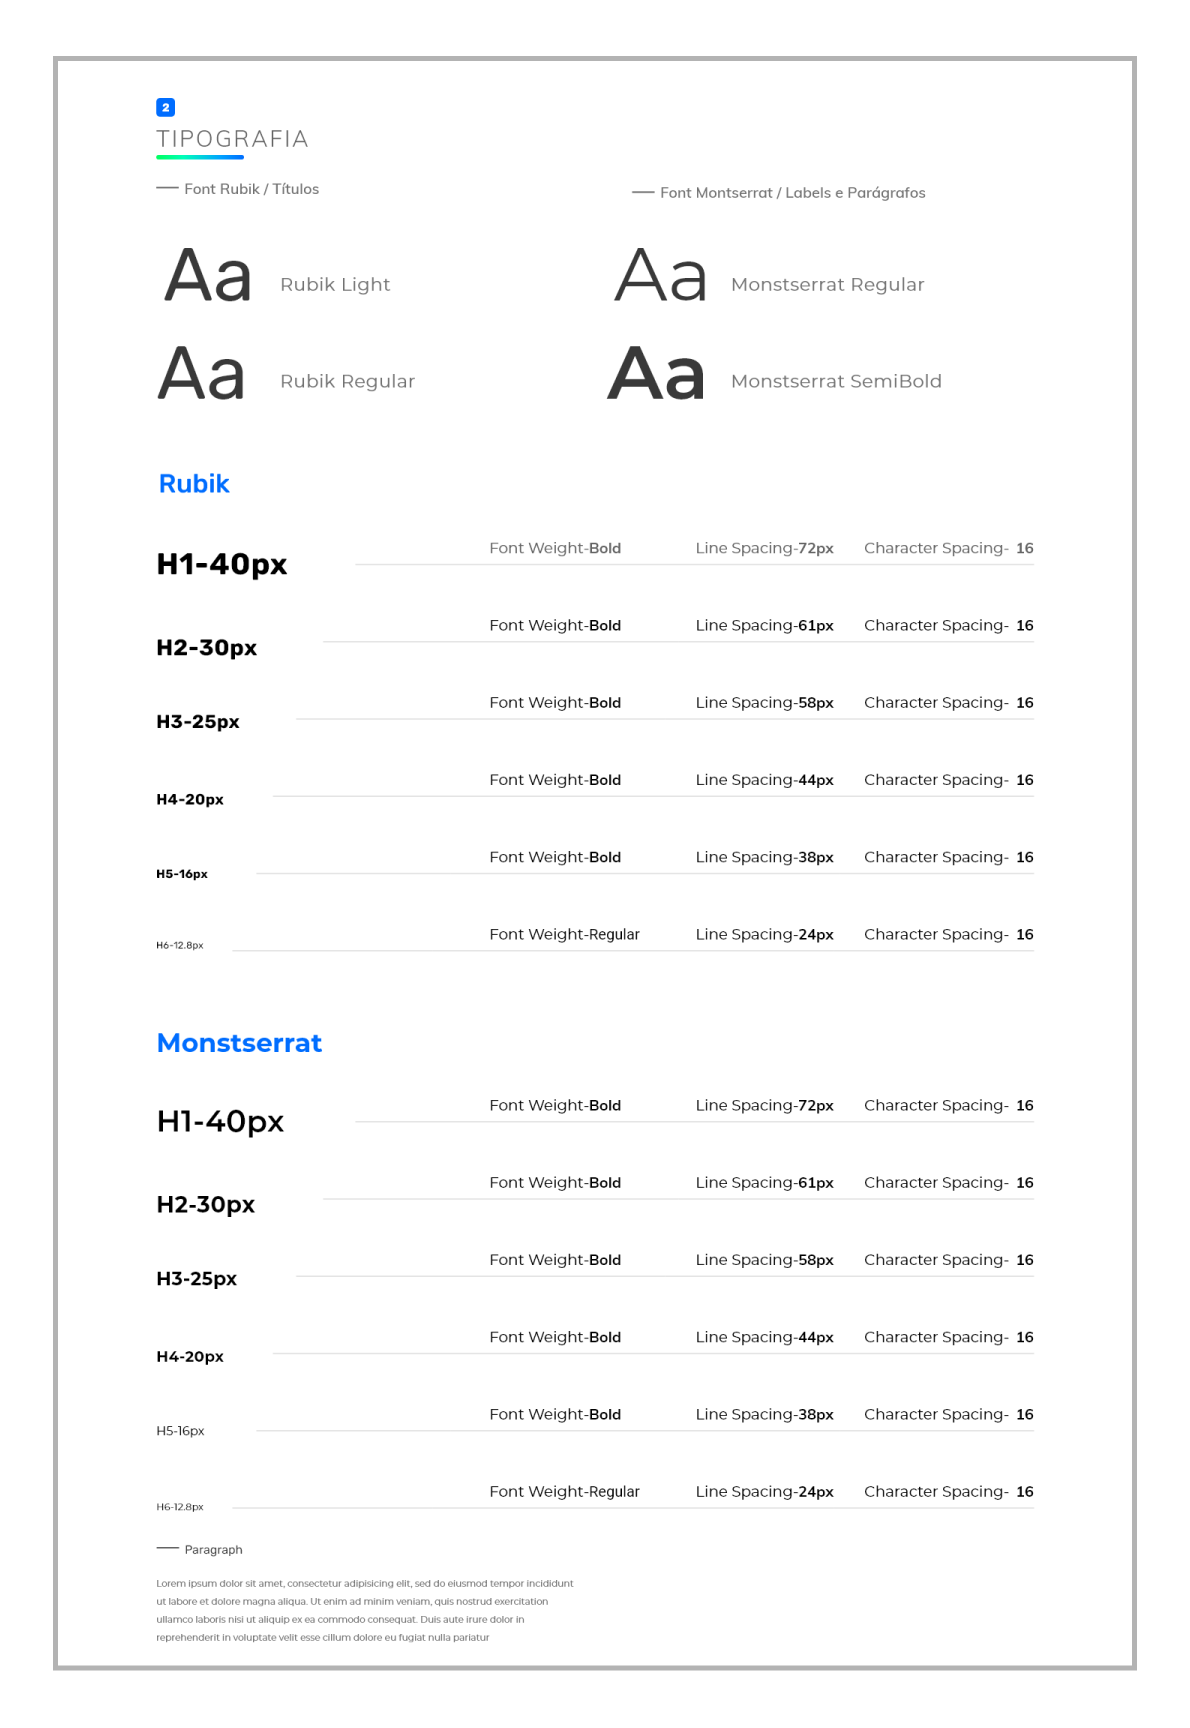 2
TIPOGRAFIA
Font Rubik / Títulos
Font Montserrat / Labels e Parágrafos
Aa Rubik Light
Aa Monstserrat Regular
Aa Rubik Regular
Aa Monstserrat SemiBold
Rubik
H1-40px Font Weight-Bold Line Spacing-72px Character Spacing- 16
H2-30px Font Weight-Bold Line Spacing-61px Character Spacing- 16
H3-25px Font Weight-Bold Line Spacing-58px Character Spacing- 16
H4-20px Font Weight-Bold Line Spacing-44px Character Spacing- 16
H5-16px Font Weight-Bold Line Spacing-38px Character Spacing- 16
H6-12.8px Font Weight-Regular Line Spacing-24px Character Spacing- 16
Monstserrat
H1-40px Font Weight-Bold Line Spacing-72px Character Spacing- 16
H2-30px Font Weight-Bold Line Spacing-61px Character Spacing- 16
H3-25px Font Weight-Bold Line Spacing-58px Character Spacing- 16
H4-20px Font Weight-Bold Line Spacing-44px Character Spacing- 16
H5-16px Font Weight-Bold Line Spacing-38px Character Spacing- 16
H6-12.8px Font Weight-Regular Line Spacing-24px Character Spacing- 16
Paragraph
Lorem ipsum dolor sit amet, consectetur adipisicing elit, sed do eiusmod tempor incididunt
ut labore et dolore magna aliqua. Ut enim ad minim veniam, quis nostrud exercitation
ullamco laboris nisi ut aliquip ex ea commodo consequat. Duis aute irure dolor in
reprehenderit in voluptate velit esse cillum dolore eu fugiat nulla pariatur